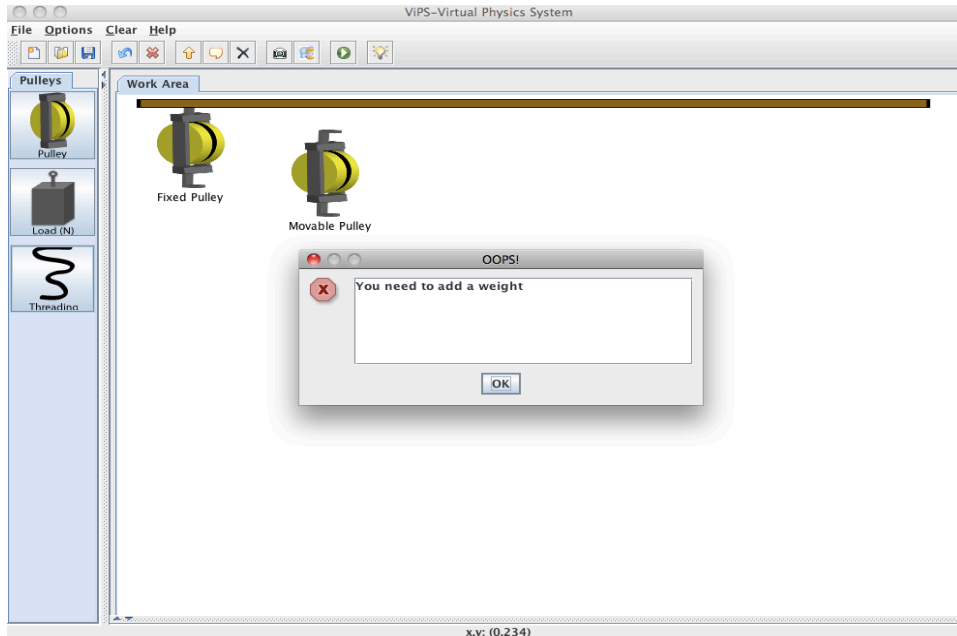 ViPS-Virtual Physics System
File Options Clear Help
Pulleys
Work Area
Pulley
Load (N)
Threading
Fixed Pulley
Movable Pulley
OOPS!
X
You need to add a weight
OK
x,y: (0,234)